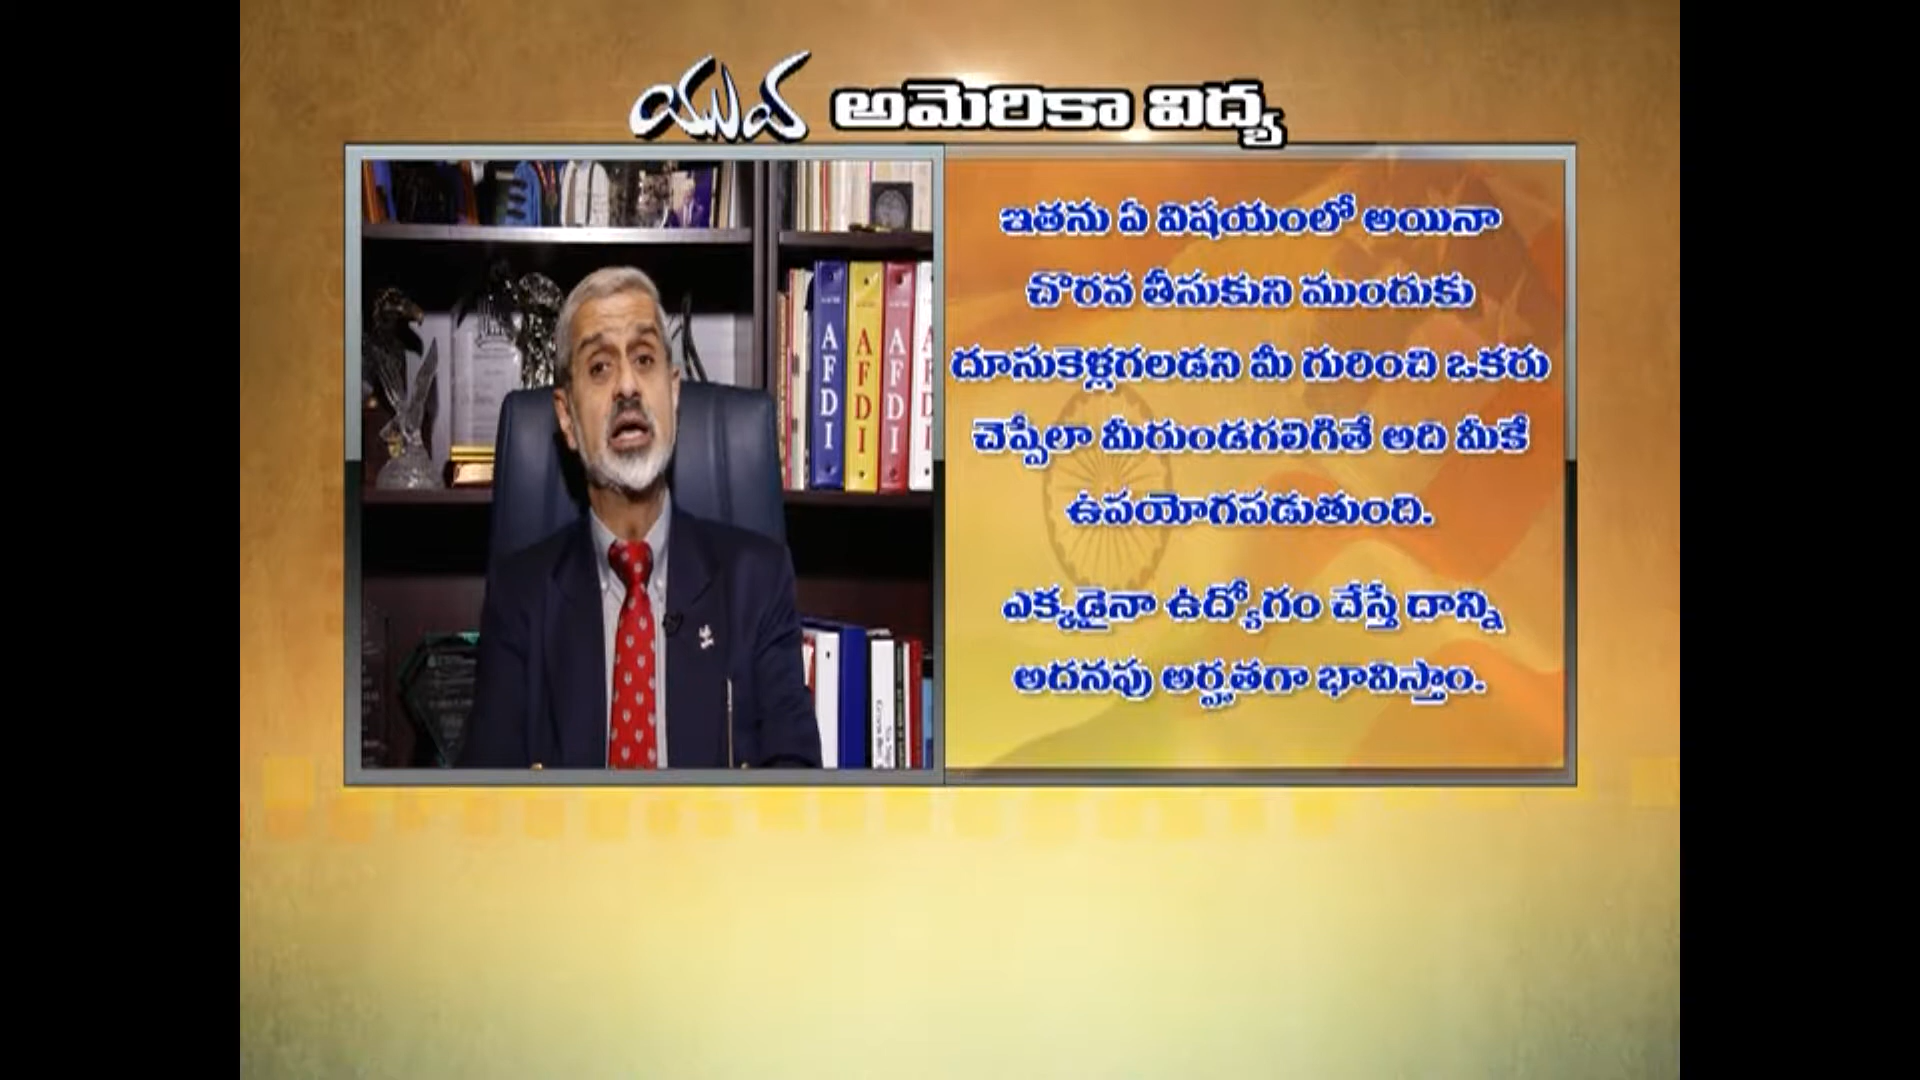 యువ అమెరికా విద్య
ఇతను ఏ విషయంలో అయినా
చొరవ తీసుకుని ముందుకు
దూసుకెళ్లగలడని మీ గురించి ఒకరు
చెప్పేలా మీరుండగలిగితే అది మీకే
ఉపయోగపడుతుంది.
ఎక్కడైనా ఉద్యోగం చేస్తే దాన్ని
అదనపు అర్హతగా భావిస్తాం.
AFDI
AFDI
AFDI